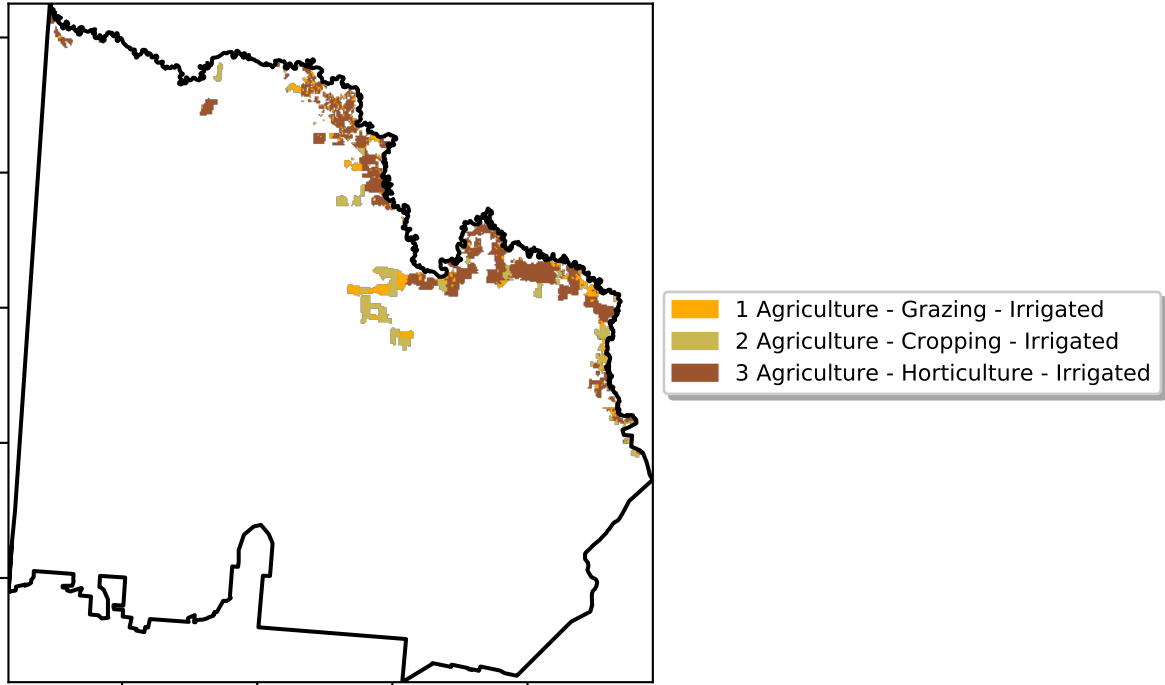 1 Agriculture - Grazing - Irrigated
2 Agriculture - Cropping - Irrigated
3 Agriculture - Horticulture - Irrigated